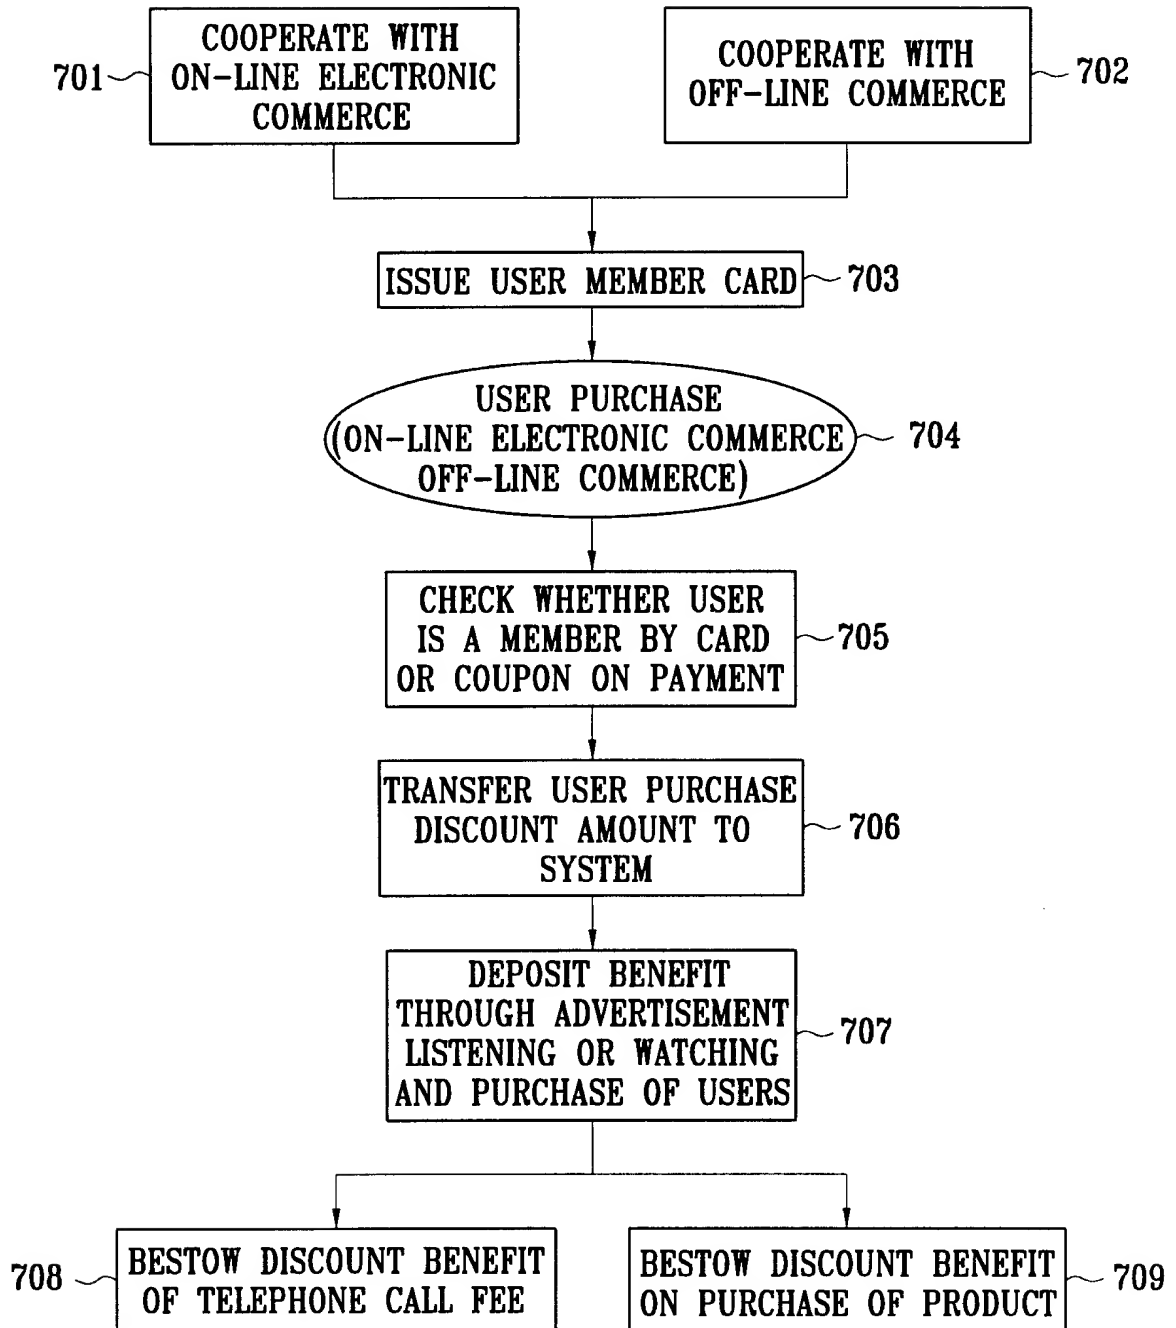 COOPERATE WITH
ON-LINE ELECTRONIC
COMMERCE
701
COOPERATE WITH
OFF-LINE COMMERCE
702
ISSUE USER MEMBER CARD
703
USER PURCHASE
(ON-LINE ELECTRONIC COMMERCE
OFF-LINE COMMERCE)
704
CHECK WHETHER USER
IS A MEMBER BY CARD
OR COUPON ON PAYMENT
705
TRANSFER USER PURCHASE
DISCOUNT AMOUNT TO
SYSTEM
706
DEPOSIT BENEFIT
THROUGH ADVERTISEMENT
LISTENING OR WATCHING
AND PURCHASE OF USERS
707
708
BESTOW DISCOUNT BENEFIT
OF TELEPHONE CALL FEE
BESTOW DISCOUNT BENEFIT
ON PURCHASE OF PRODUCT
709